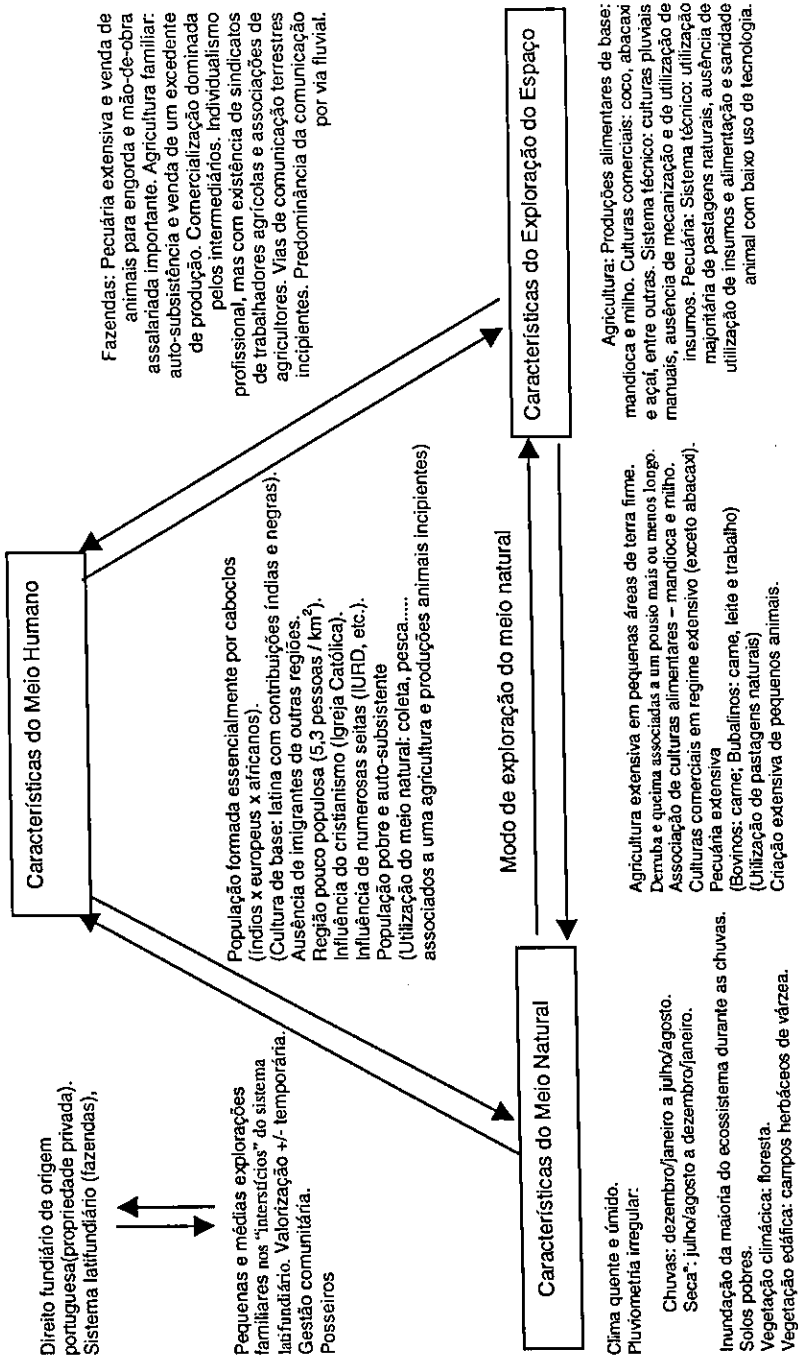 Direito fundiário de origem
portuguesa(propriedade privada).
Sistema latifundiário (fazendas),
Pequenas e médias explorações
familiares nos "interstícios" do sistema
latifundiário. Valorização +/- temporária.
Gestão comunitária.
Posseiros
Características do Meio Humano
População formada essencialmente por caboclos
(índios x europeus x africanos).
(Cultura de base: latina com contribuições índias e negras).
Ausência de imigrantes de outras regiões.
Região pouco populosa (5,3 pessoas / km²).
Influência do cristianismo (Igreja Católica).
Influência de numerosas seitas (IURD, etc.).
População pobre e auto-subsistente
(Utilização do meio natural: coleta, pesca.....
associados a uma agricultura e produções animais incipientes)
Fazendas: Pecuária extensiva e venda de
animais para engorda e mão-de-obra
assalariada importante. Agricultura familiar:
auto-subsistência e venda de um excedente
de produção. Comercialização dominada
pelos intermediários. Individualismo
profissional, mas com existência de sindicatos
de trabalhadores agrícolas e associações de
agricultores. Vias de comunicação terrestres
incipientes. Predominância da comunicação
por via fluvial.
Características do Meio Natural
Modo de exploração do meio natural
Características do Exploração do Espaço
Clima quente e úmido.
Pluviometria irregular:
Chuvas: dezembro/janeiro a julho/agosto.
Seca": julho/agosto a dezembro/janeiro.
Inundação da maioria do ecossistema durante as chuvas.
Solos pobres.
Vegetação climácica: floresta.
Vegetação edáfica: campos herbáceos de várzea.
Agricultura extensiva em pequenas áreas de terra firme.
Derruba e queima associadas a um pousio mais ou menos longo.
Associação de culturas alimentares – mandioca e milho.
Culturas comerciais em regime extensivo (exceto abacaxi).
Pecuária extensiva
(Bovinos: carne; Bubalinos: carne, leite e trabalho)
(Utilização de pastagens naturais)
Criação extensiva de pequenos animais.
Agricultura: Produções alimentares de base:
mandioca e milho. Culturas comerciais: coco, abacaxi
e açaí, entre outras. Sistema técnico: culturas pluviais
manuais, ausência de mecanização e de utilização de
insumos. Pecuária: Sistema técnico: utilização
majoritária de pastagens naturais, ausência de
utilização de insumos e alimentação e sanidade
animal com baixo uso de tecnologia.